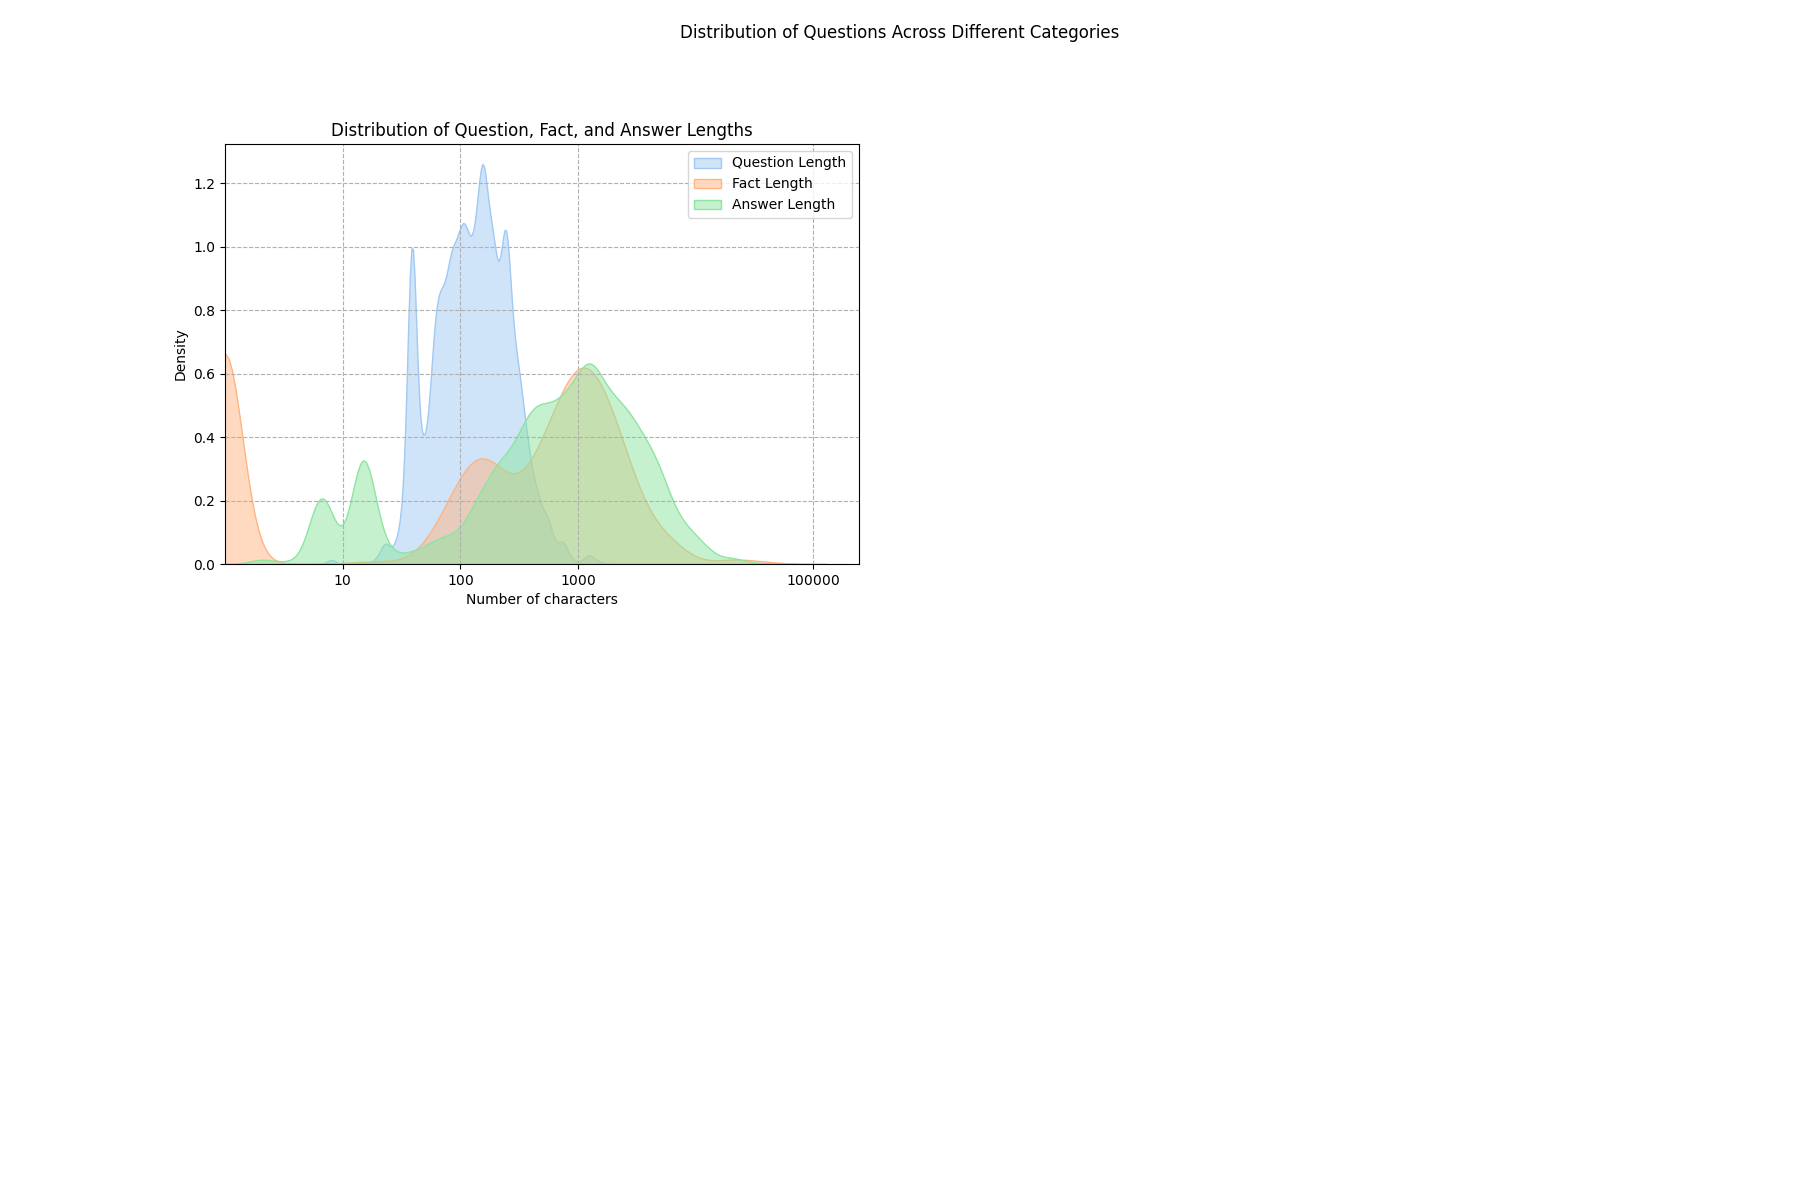 Distribution of Questions Across Different Categories
Distribution of Question, Fact, and Answer Lengths
Question Length
Fact Length
Answer Length
Density
1.2
1.0
0.8
0.6
0.4
0.2
0.0
10 100 1000 100000
Number of characters